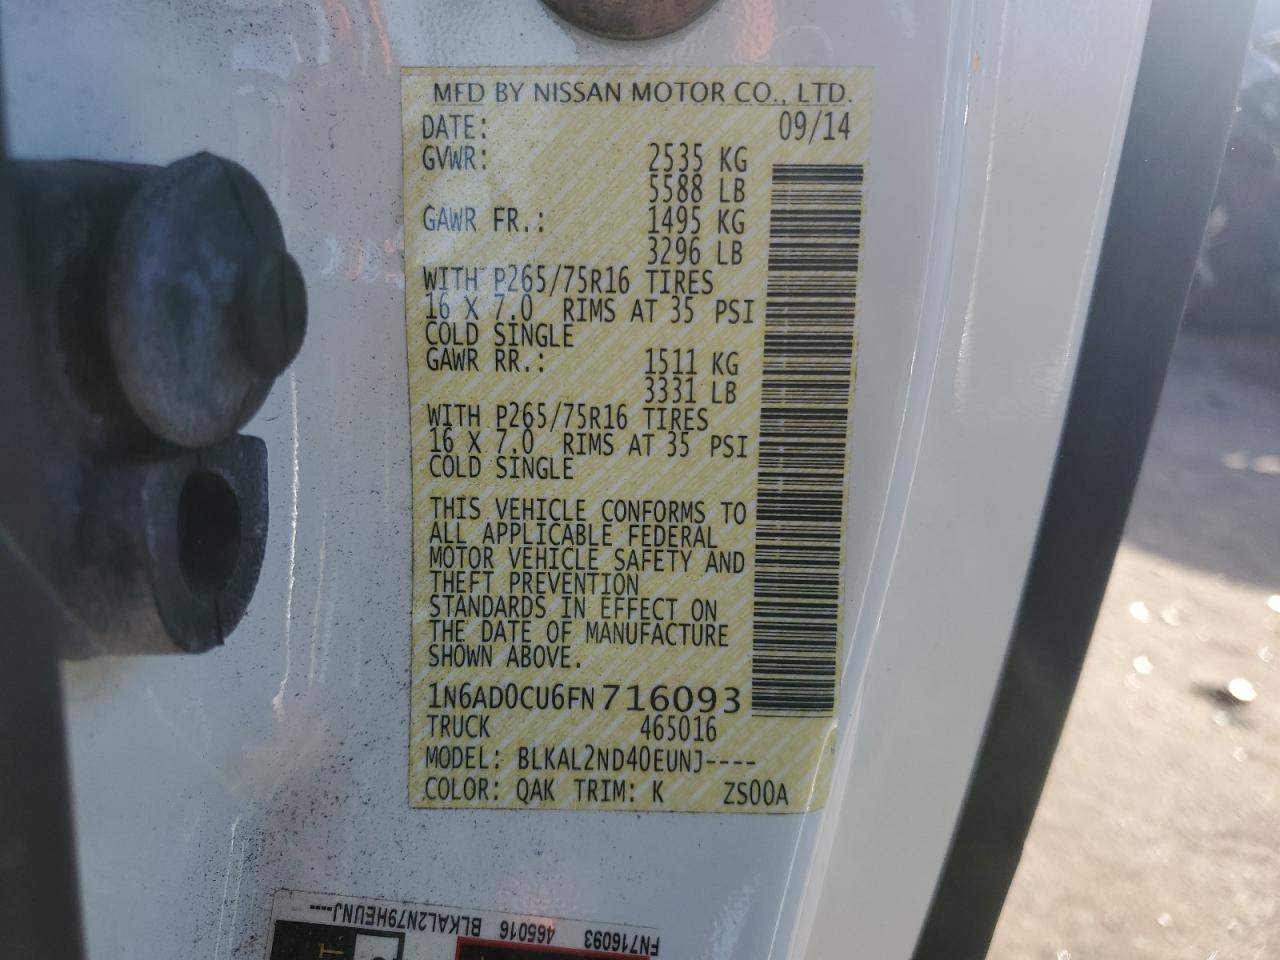 MFD BY NISSAN MOTOR CO., LTD.
DATE: 09/14
GVWR: 2535 KG
5588 LB
GAWR FR.: 1495 KG
3296 LB
WITH P265/75R16 TIRES
16 X 7.0 RIMS AT 35 PSI
COLD SINGLE
GAWR RR.: 1511 KG
3331 LB
WITH P265/75R16 TIRES
16 X 7.0 RIMS AT 35 PSI
COLD SINGLE
THIS VEHICLE CONFORMS TO
ALL APPLICABLE FEDERAL
MOTOR VEHICLE SAFETY AND
THEFT PREVENTION
STANDARDS IN EFFECT ON
THE DATE OF MANUFACTURE
SHOWN ABOVE.
1N6AD0CU6FN716093
TRUCK 465016
MODEL: BLKAL2ND40EUNJ----
COLOR: QAK TRIM: K ZS00A
FN716093 465016 BLKAL2N79HEUNJ----